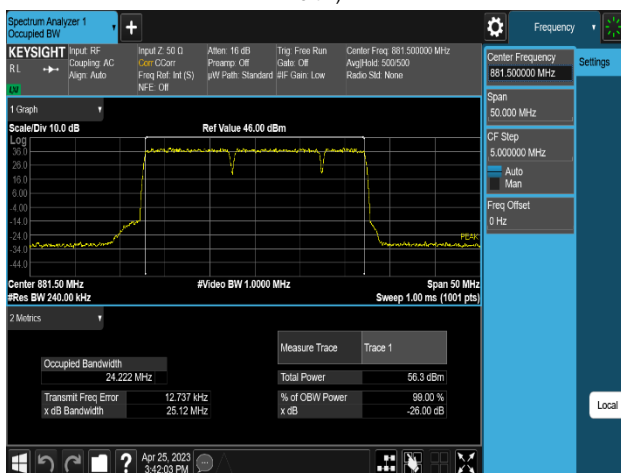 Spectrum Analyzer 1
Occupied BW
Frequency
KEYSIGHT
RL
Input: RF
Coupling: AC
Align: Auto
Input Z: 50 Ω
Corr CCorr
Freq Ref: Int (S)
NFE: Off
Atten: 16 dB
Preamp: Off
µW Path: Standard
Trig: Free Run
Gate: Off
#IF Gain: Low
Center Freq: 881.500000 MHz
Avg|Hold: 500/500
Radio Std: None
Center Frequency
881.500000 MHz
Settings
Span
50.000 MHz
CF Step
5.000000 MHz
Auto
Man
Freq Offset
0 Hz
Local
1 Graph
Scale/Div 10.0 dB
Ref Value 46.00 dBm
Log
36.0
26.0
16.0
6.00
-4.00
-14.0
-24.0
-34.0
-44.0
PEAK
Center 881.50 MHz
#Video BW 1.0000 MHz
Span 50 MHz
#Res BW 240.00 kHz
Sweep 1.00 ms (1001 pts)
2 Metrics
Measure Trace
Trace 1
Occupied Bandwidth
24.222 MHz
Total Power
56.3 dBm
Transmit Freq Error
12.737 kHz
% of OBW Power
99.00 %
x dB Bandwidth
25.12 MHz
x dB
-26.00 dB
?
Apr 25, 2023
3:42:03 PM